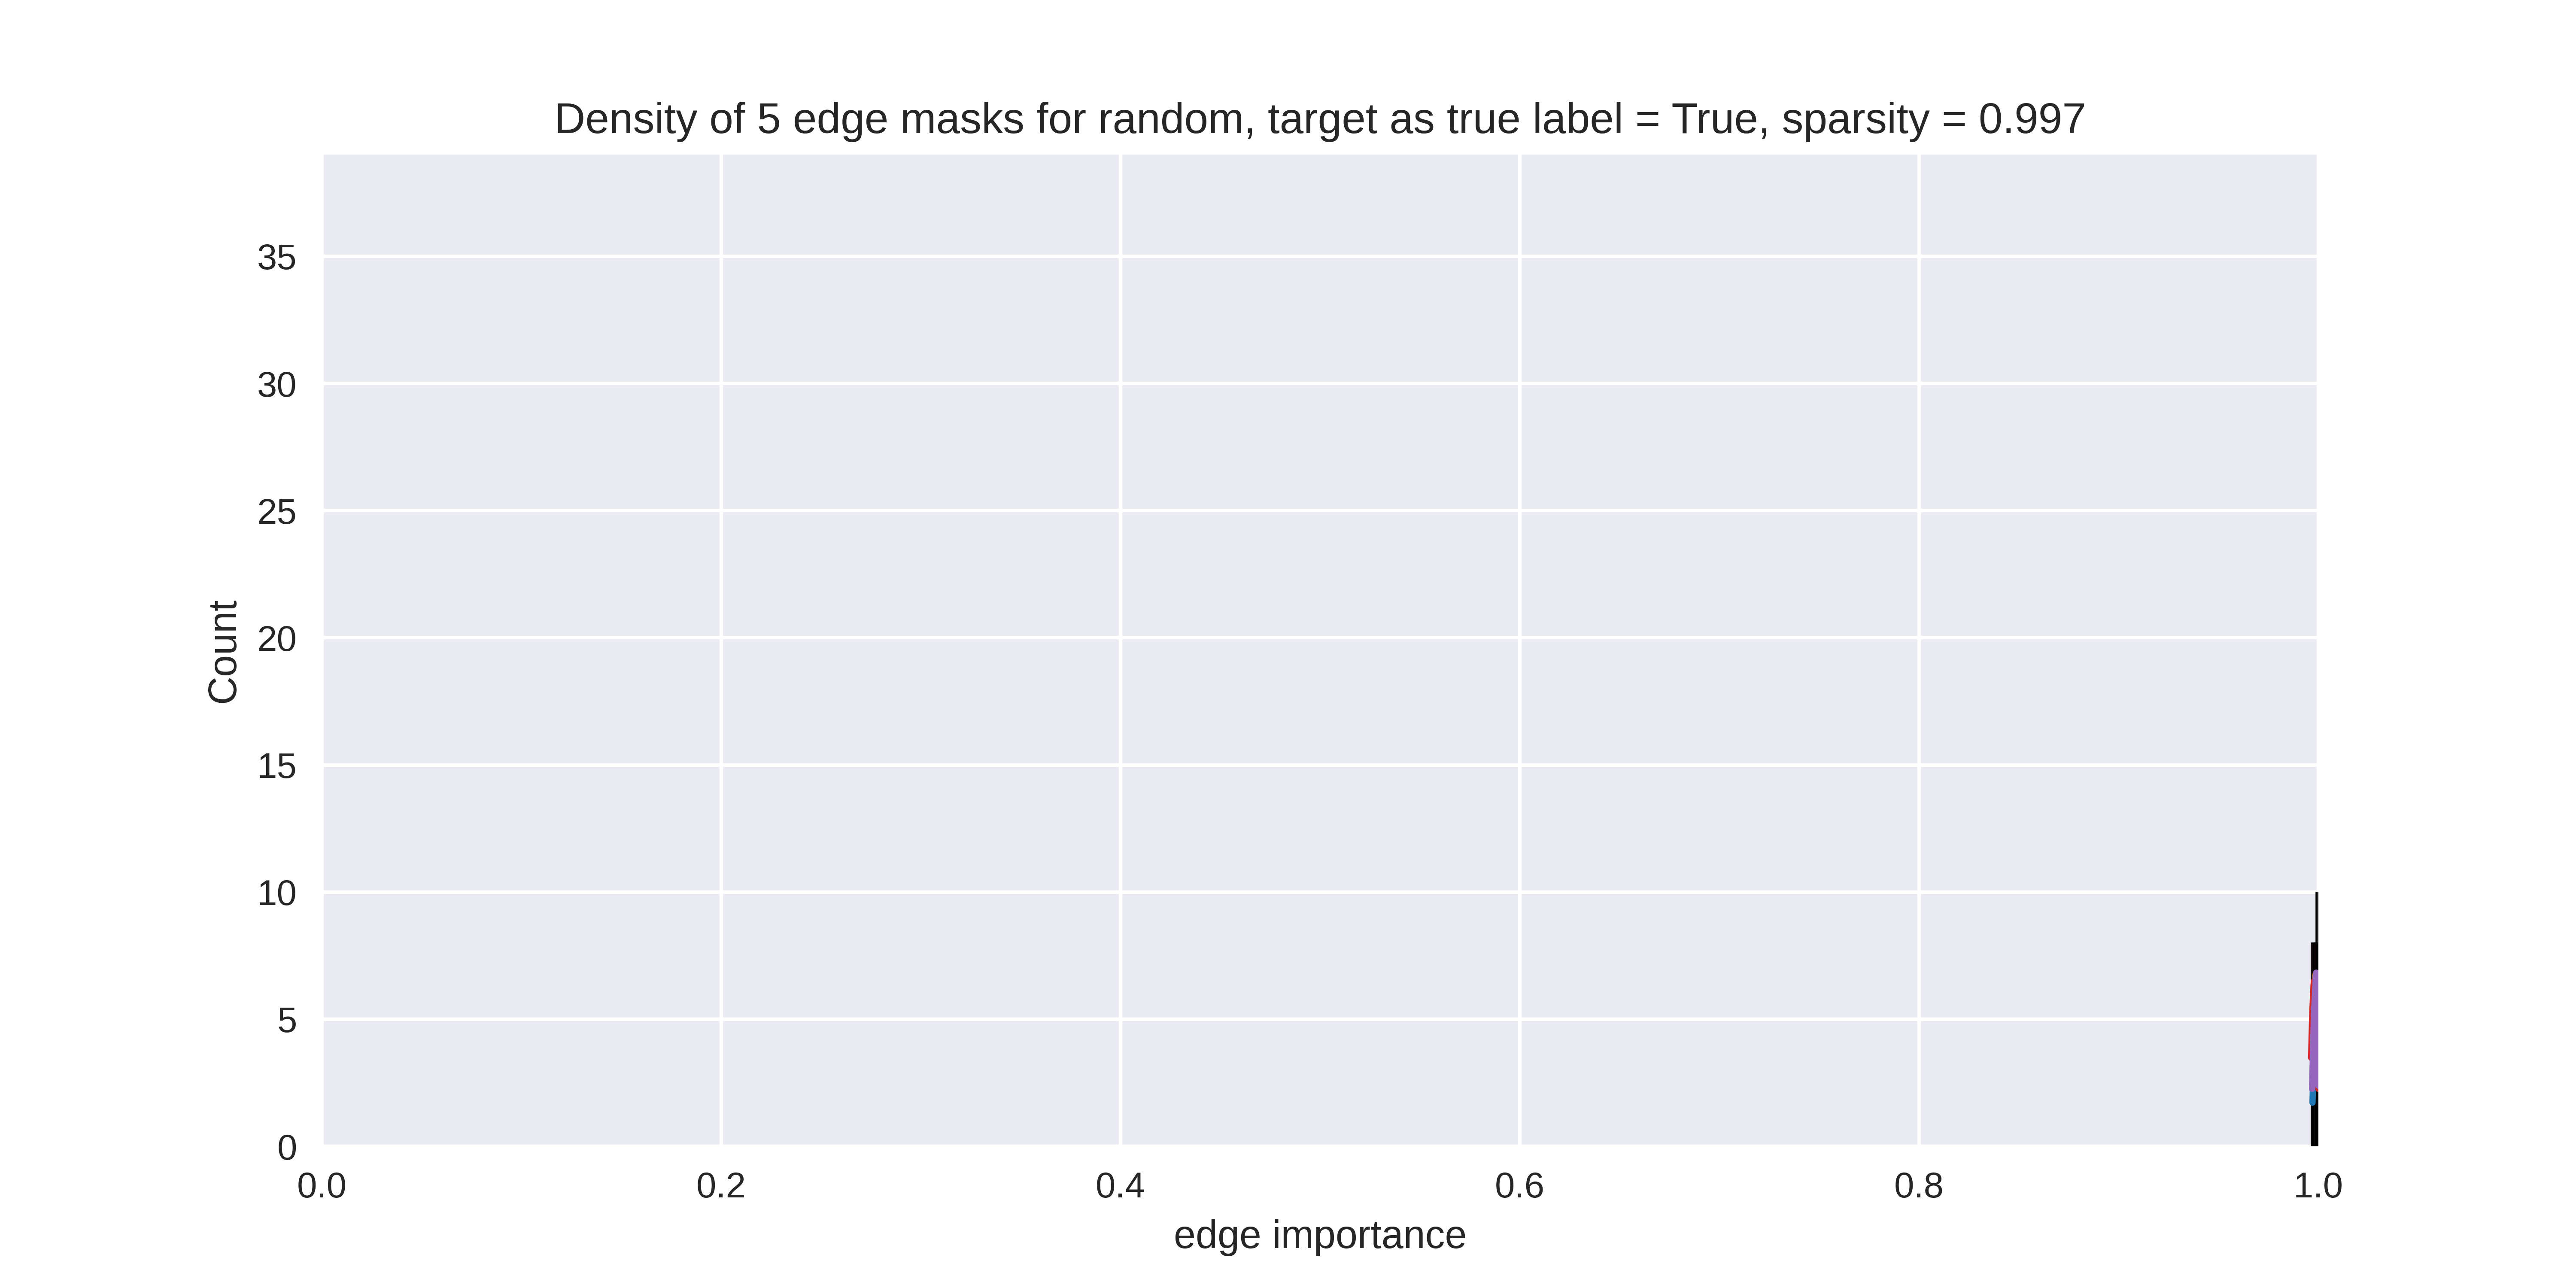 Density of 5 edge masks for random, target as true label = True, sparsity = 0.997
35
30
25
20
15
10
5
0
Count
0.0 0.2 0.4 0.6 0.8 1.0
edge importance